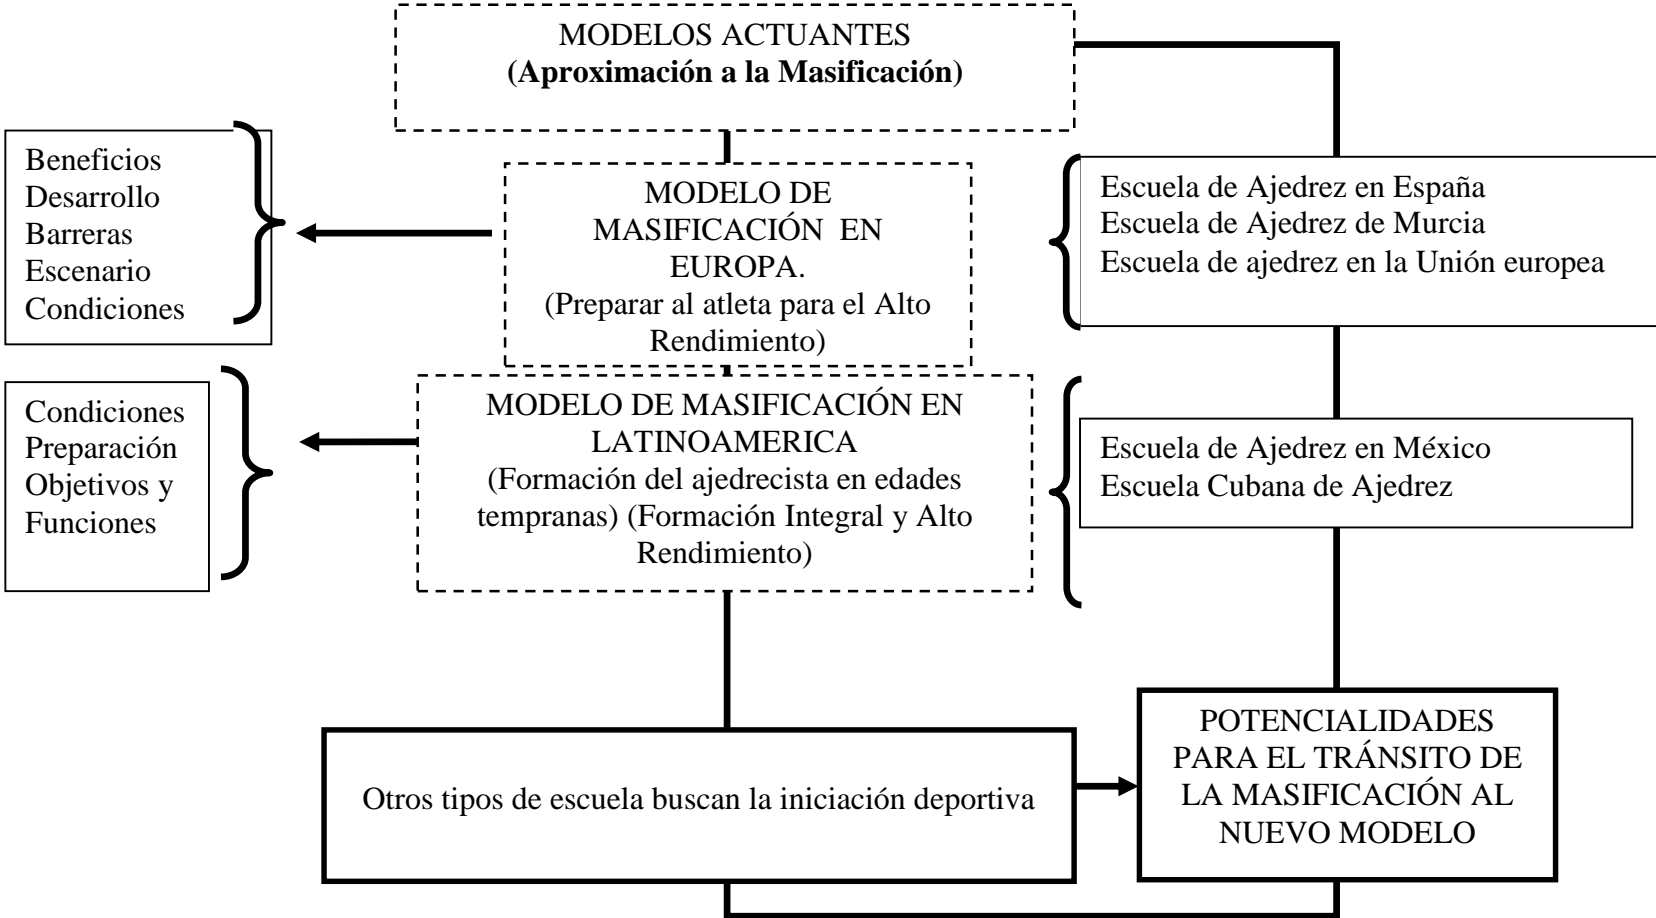 MODELOS ACTUANTES
(Aproximación a la Masificación)
Beneficios
Desarrollo
Barreras
Escenario
Condiciones
MODELO DE
MASIFICACIÓN EN
EUROPA.
(Preparar al atleta para el Alto
Rendimiento)
Escuela de Ajedrez en España
Escuela de Ajedrez de Murcia
Escuela de ajedrez en la Unión europea
Condiciones
Preparación
Objetivos y
Funciones
MODELO DE MASIFICACIÓN EN
LATINOAMERICA
(Formación del ajedrecista en edades
tempranas) (Formación Integral y Alto
Rendimiento)
Escuela de Ajedrez en México
Escuela Cubana de Ajedrez
Otros tipos de escuela buscan la iniciación deportiva
POTENCIALIDADES
PARA EL TRÁNSITO DE
LA MASIFICACIÓN AL
NUEVO MODELO